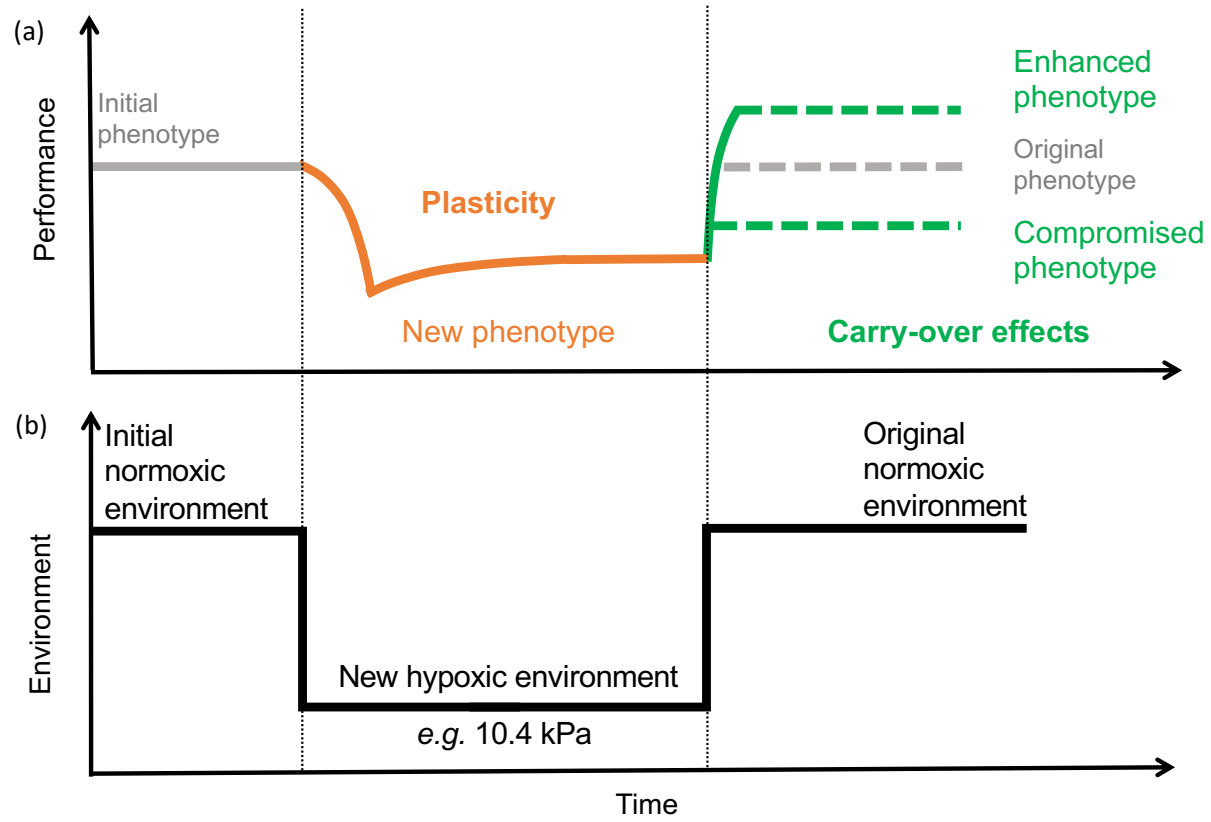 (a)
Performance
Initial
phenotype
Plasticity
New phenotype
Enhanced
phenotype
Original
phenotype
Compromised
phenotype
Carry-over effects
(b)
Environment
Initial
normoxic
environment
New hypoxic environment
e.g. 10.4 kPa
Original
normoxic
environment
Time